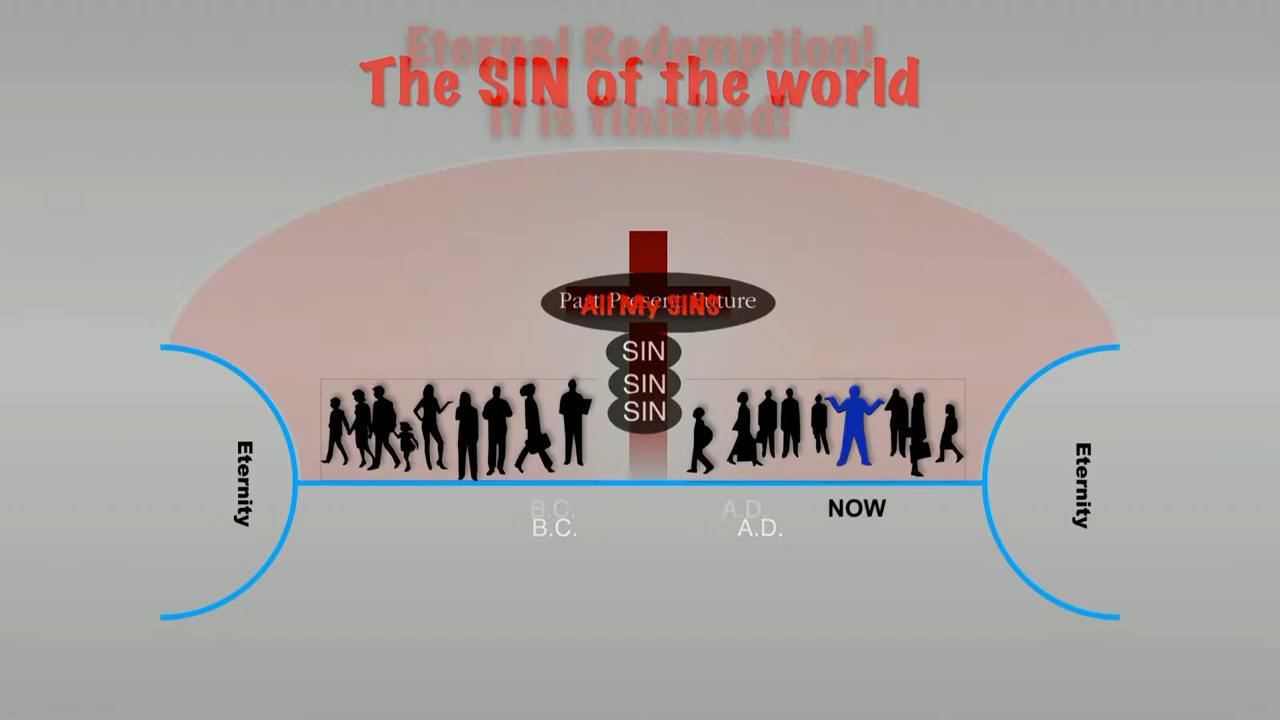 Eternal Redemption!
The SIN of the world
It is finished!
Past Present Future
All My SINS
SIN
SIN
SIN
Eternity
Eternity
B.C.
A.D.
NOW
B.C.
A.D.